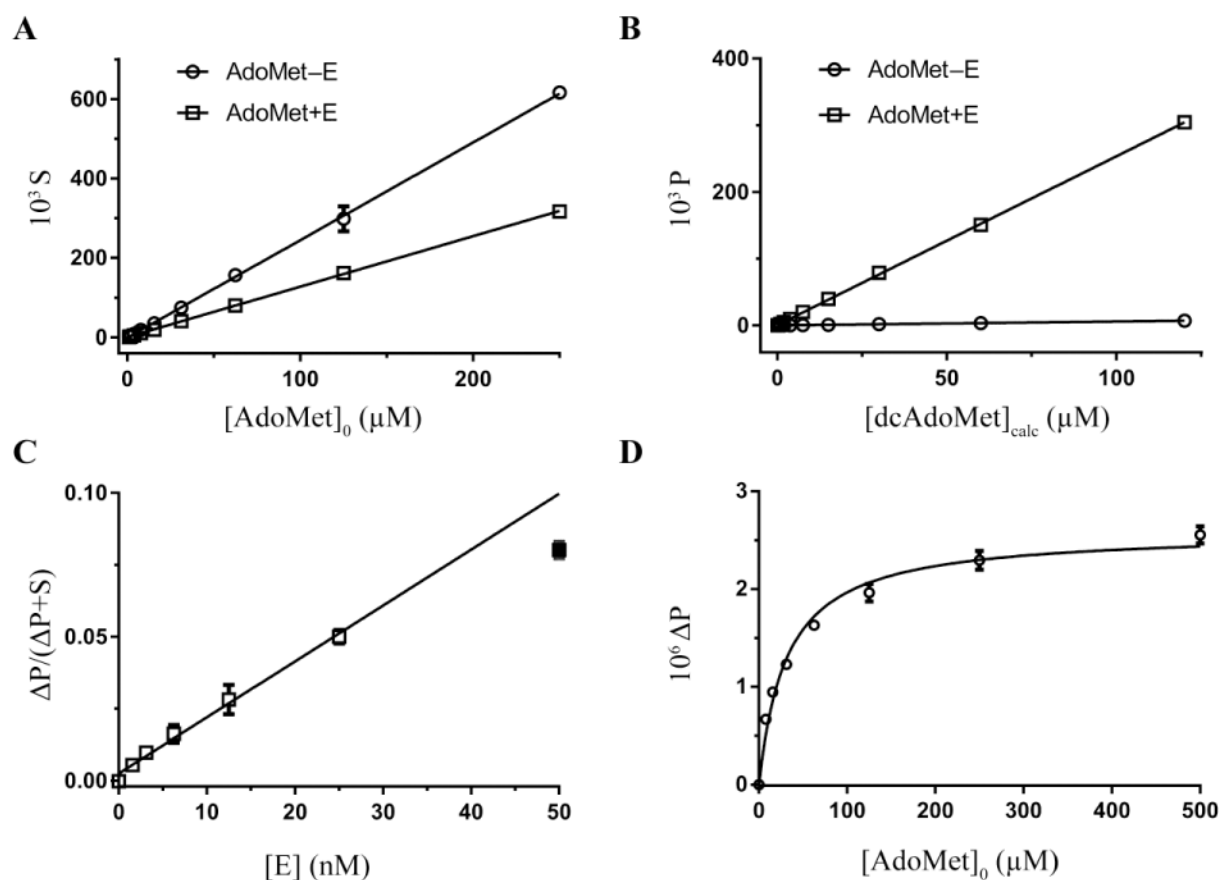 A
10³ S
600
400
200
0
AdoMet–E
AdoMet+E
0
100
200
[AdoMet]₀ (µM)
B
10³ P
400
200
0
AdoMet–E
AdoMet+E
0
50
100
[dcAdoMet]calc (µM)
C
ΔP/(ΔP+S)
0.10
0.05
0.00
0
10
20
30
40
50
[E] (nM)
D
10⁶ ΔP
3
2
1
0
0
100
200
300
400
500
[AdoMet]₀ (µM)